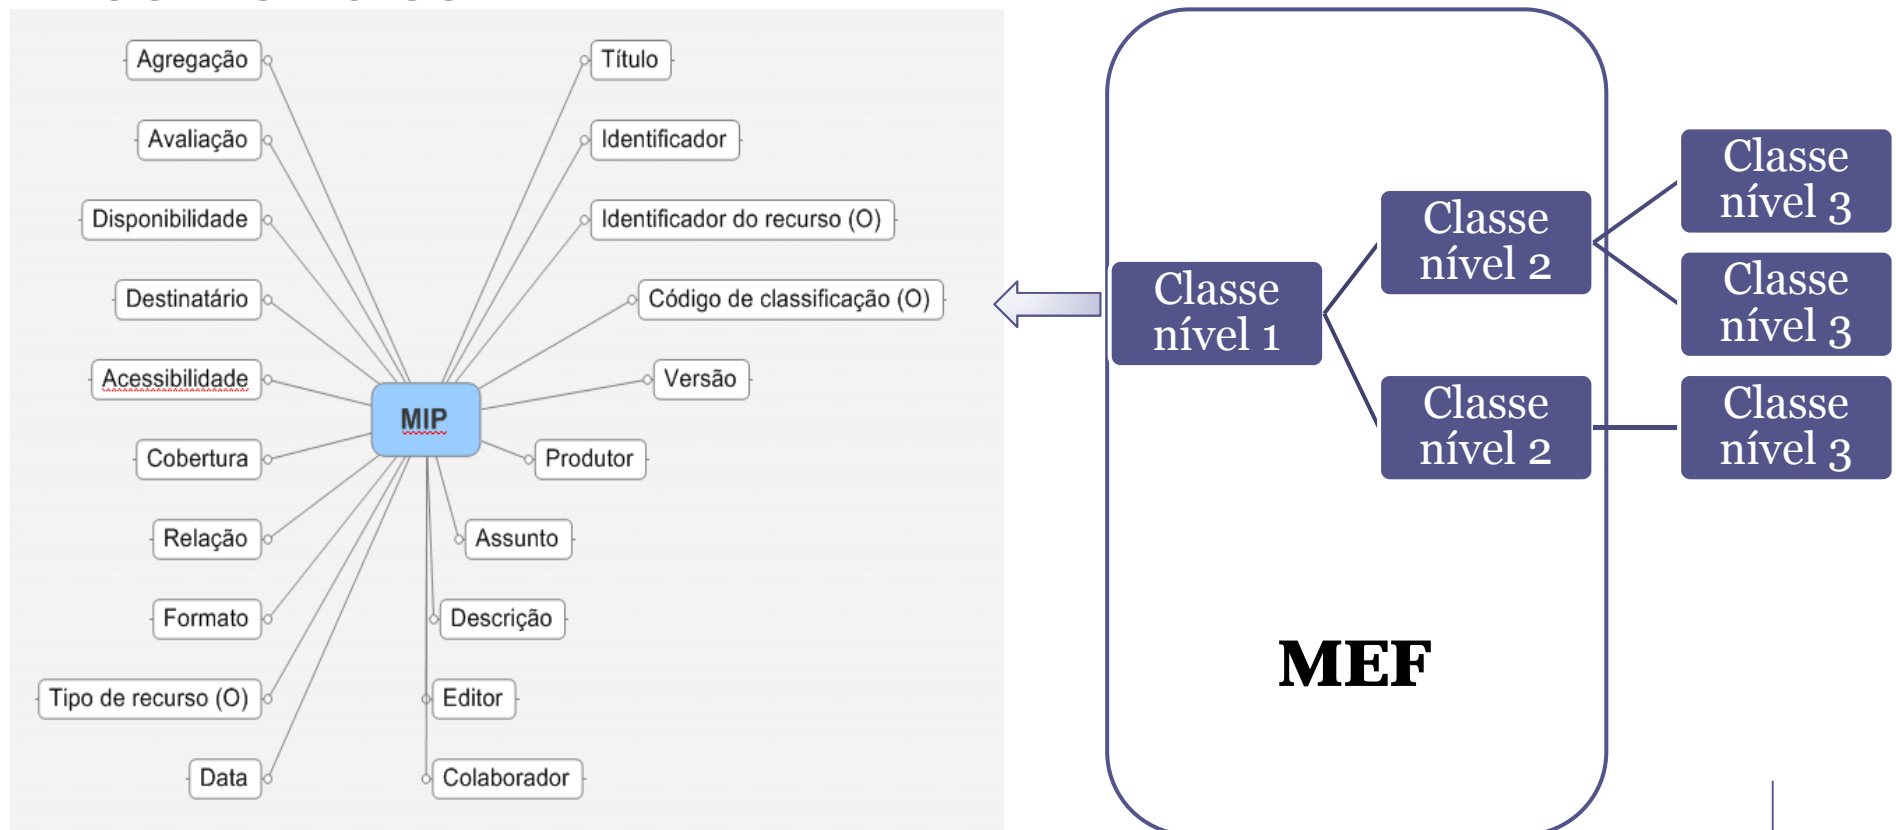 Agregação
Avaliação
Disponibilidade
Destinatário
Acessibilidade
Cobertura
Relação
Formato
Tipo de recurso (O)
Data
MIP
Título
Identificador
Identificador do recurso (O)
Código de classificação (O)
Versão
Produtor
Assunto
Descrição
Editor
Colaborador
Classe
nível 1
Classe
nível 2
Classe
nível 2
Classe
nível 3
Classe
nível 3
Classe
nível 3
MEF